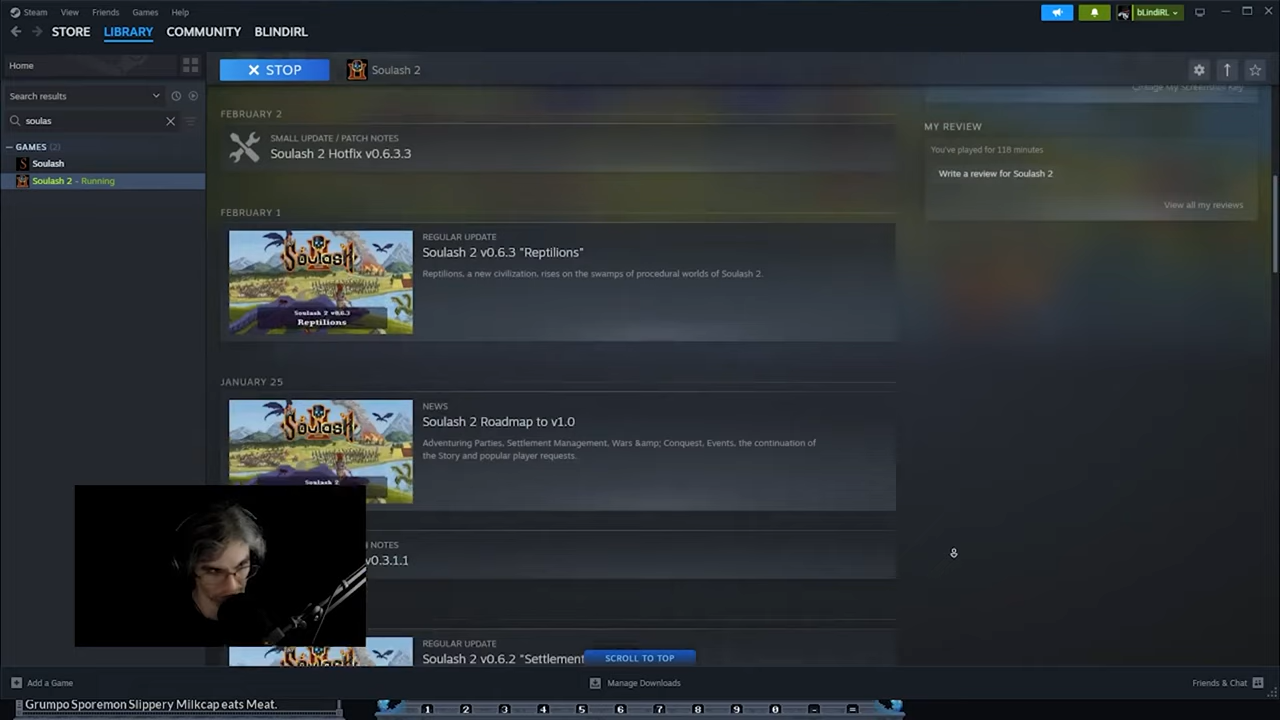 Steam View Friends Games Help
bLindiRL
STORE LIBRARY COMMUNITY BLINDIRL
Home
STOP Soulash 2
Search results
soulas
GAMES (2)
Soulash
Soulash 2 - Running
Change My Screenshot Key
FEBRUARY 2
SMALL UPDATE / PATCH NOTES
Soulash 2 Hotfix v0.6.3.3
MY REVIEW
You've played for 118 minutes
Write a review for Soulash 2
View all my reviews
FEBRUARY 1
SOULASH
Soulash 2 v0.6.3
Reptilions
REGULAR UPDATE
Soulash 2 v0.6.3 "Reptilions"
Reptilions, a new civilization, rises on the swamps of procedural worlds of Soulash 2.
JANUARY 25
SOULASH
Soulash 2
NEWS
Soulash 2 Roadmap to v1.0
Adventuring Parties, Settlement Management, Wars &amp; Conquest, Events, the continuation of
the Story and popular player requests.
NOTES
v0.3.1.1
REGULAR UPDATE
Soulash 2 v0.6.2 "Settlement
SCROLL TO TOP
Add a Game
Manage Downloads
Friends & Chat
Grumpo Sporemon Slippery Milkcap eats Meat.
1 2 3 4 5 6 7 8 9 0 - =